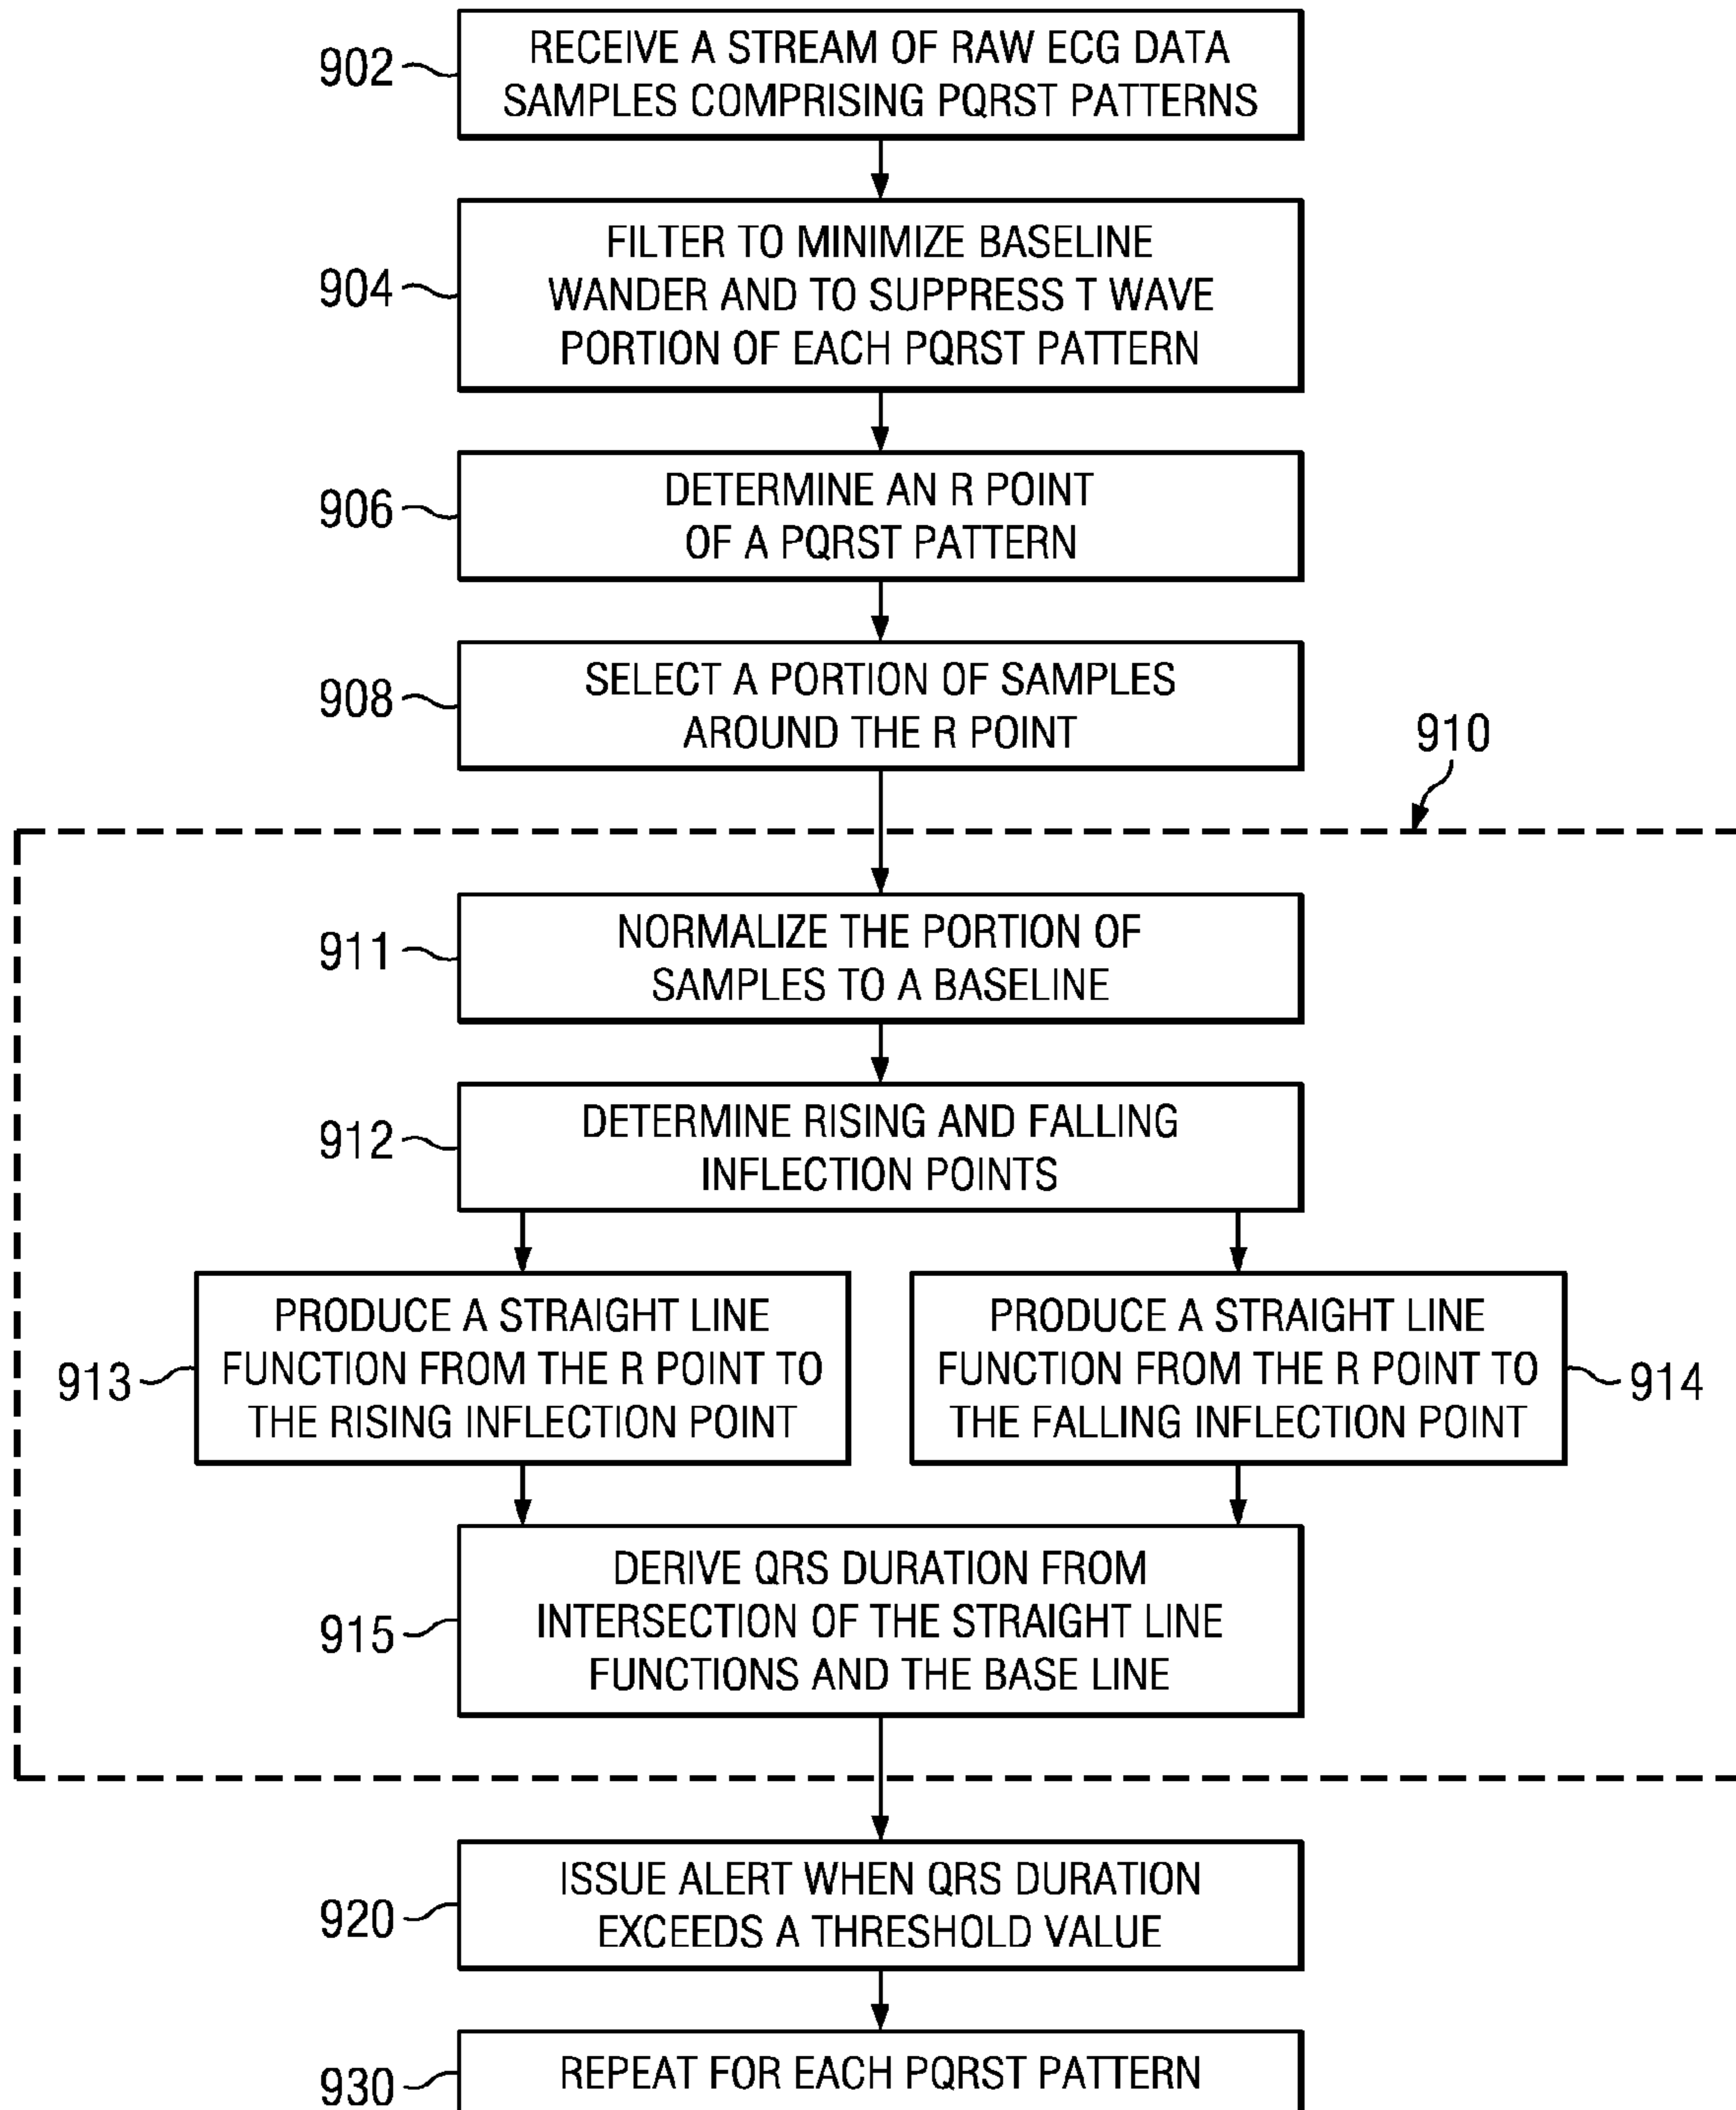 902
RECEIVE A STREAM OF RAW ECG DATA
SAMPLES COMPRISING PQRST PATTERNS
904
FILTER TO MINIMIZE BASELINE
WANDER AND TO SUPPRESS T WAVE
PORTION OF EACH PQRST PATTERN
906
DETERMINE AN R POINT
OF A PQRST PATTERN
908
SELECT A PORTION OF SAMPLES
AROUND THE R POINT
910
911
NORMALIZE THE PORTION OF
SAMPLES TO A BASELINE
912
DETERMINE RISING AND FALLING
INFLECTION POINTS
913
PRODUCE A STRAIGHT LINE
FUNCTION FROM THE R POINT TO
THE RISING INFLECTION POINT
PRODUCE A STRAIGHT LINE
FUNCTION FROM THE R POINT TO
THE FALLING INFLECTION POINT
914
915
DERIVE QRS DURATION FROM
INTERSECTION OF THE STRAIGHT LINE
FUNCTIONS AND THE BASE LINE
920
ISSUE ALERT WHEN QRS DURATION
EXCEEDS A THRESHOLD VALUE
930
REPEAT FOR EACH PQRST PATTERN